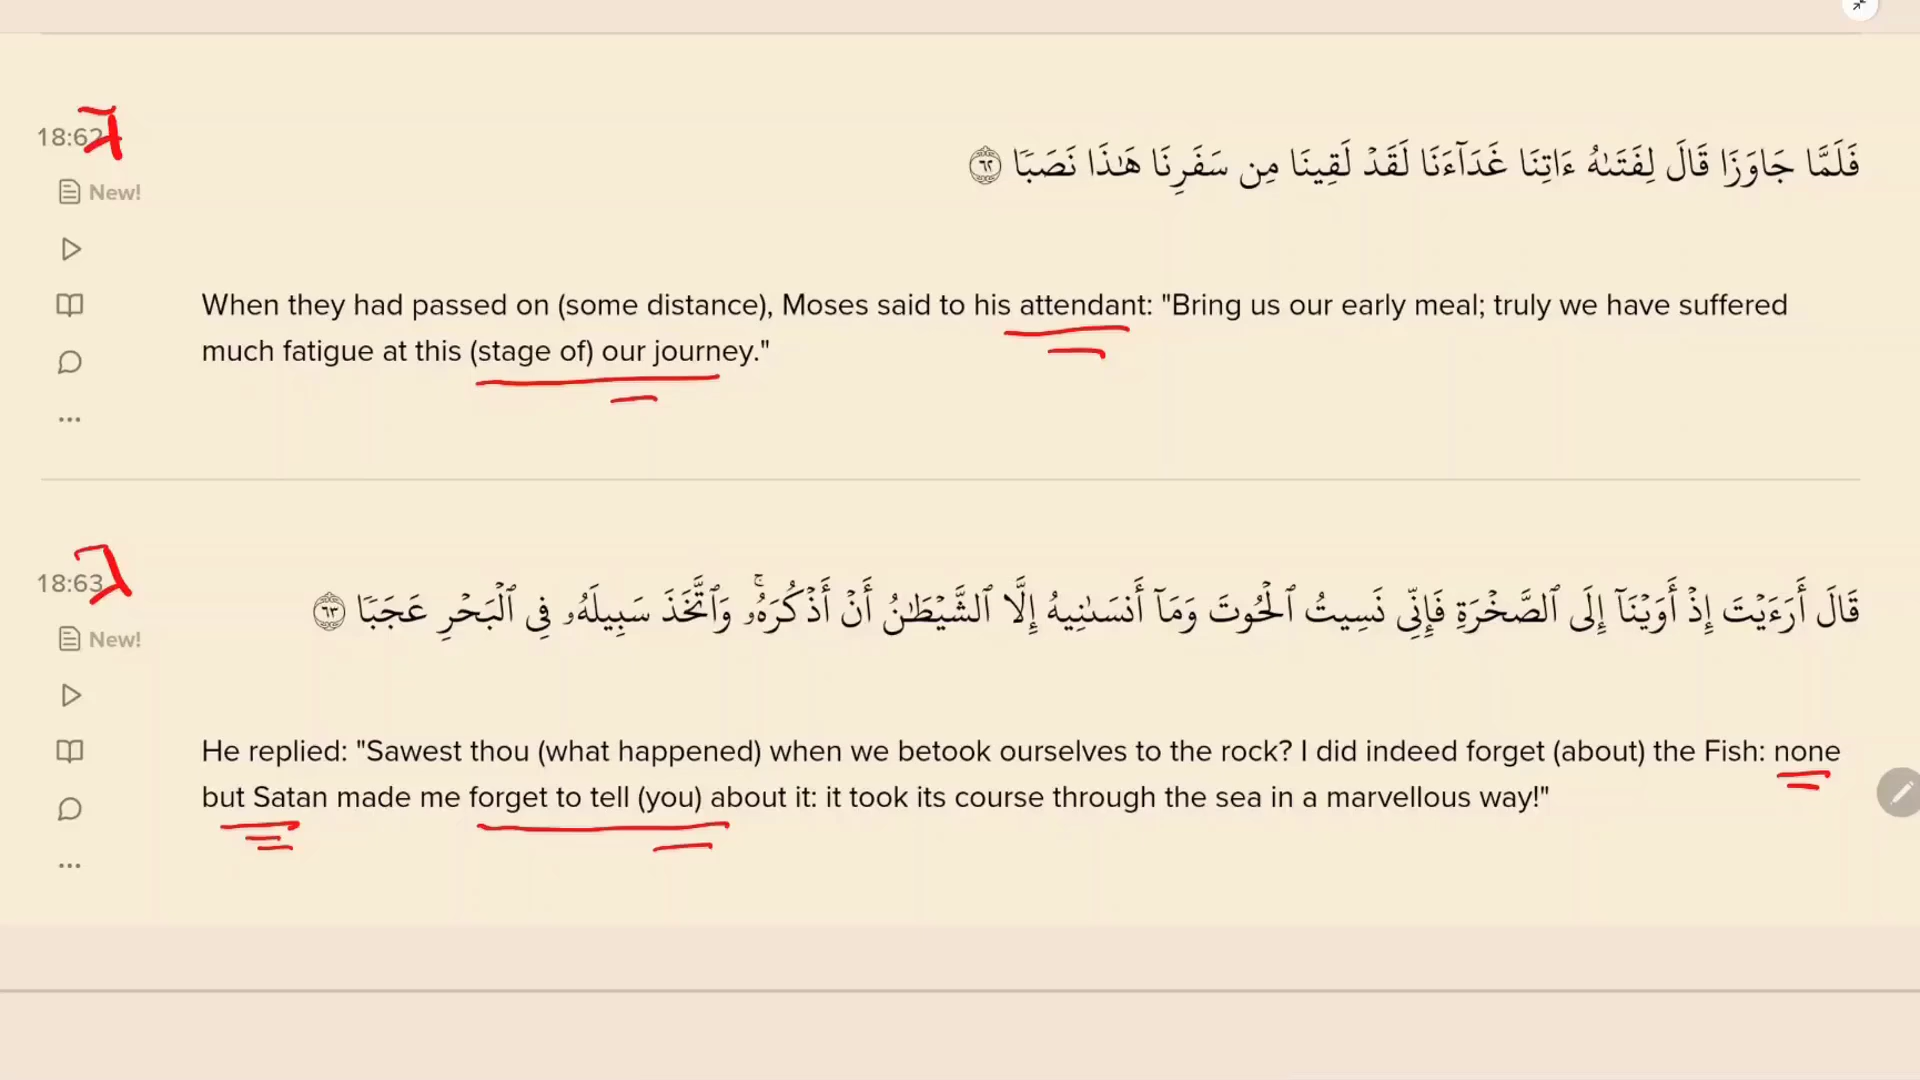 18:62
فَلَمَّا جَاوَزَا قَالَ لِفَتَىٰهُ ءَاتِنَا غَدَآءَنَا لَقَدْ لَقِينَا مِن سَفَرِنَا هَـٰذَا نَصَبًا ٦٢
New!
When they had passed on (some distance), Moses said to his attendant: "Bring us our early meal; truly we have suffered
much fatigue at this (stage of) our journey."
18:63
قَالَ أَرَءَيْتَ إِذْ أَوَيْنَآ إِلَى ٱلصَّخْرَةِ فَإِنِّى نَسِيتُ ٱلْحُوتَ وَمَآ أَنسَىٰنِيهُ إِلَّا ٱلشَّيْطَـٰنُ أَنْ أَذْكُرَهُۥ ۚ وَٱتَّخَذَ سَبِيلَهُۥ فِى ٱلْبَحْرِ عَجَبًا ٦٣
New!
He replied: "Sawest thou (what happened) when we betook ourselves to the rock? I did indeed forget (about) the Fish: none
but Satan made me forget to tell (you) about it: it took its course through the sea in a marvellous way!"